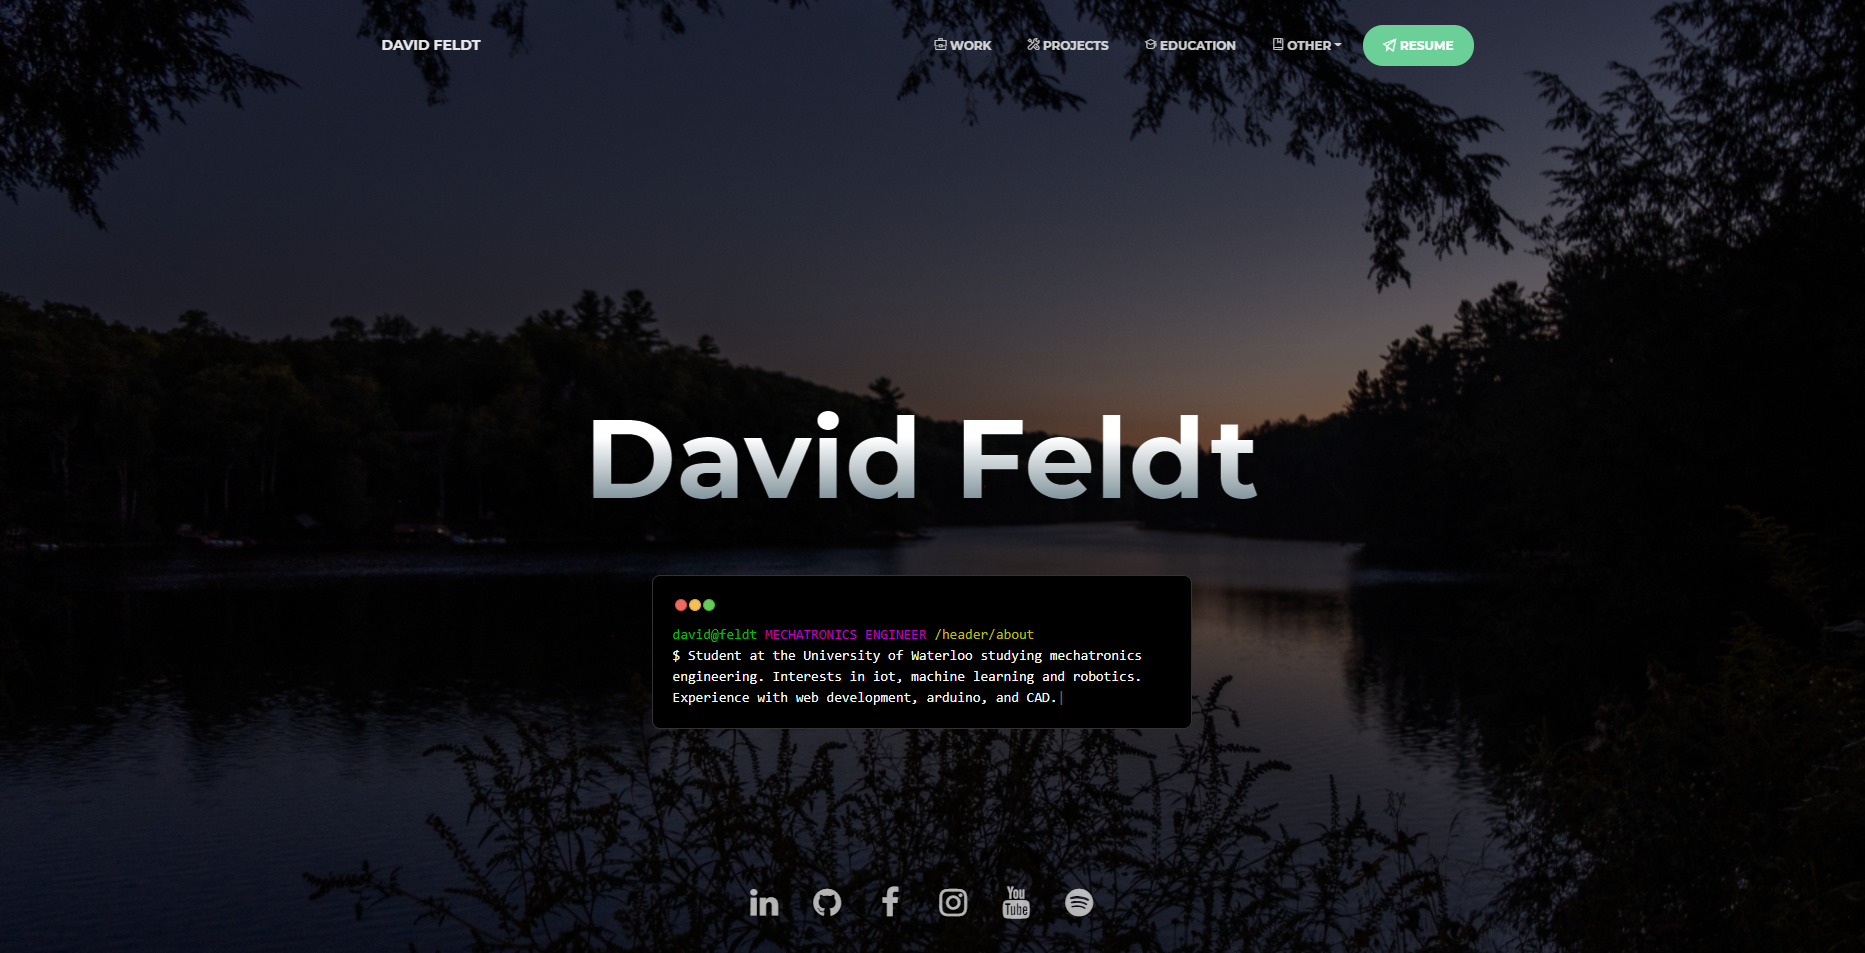 DAVID FELDT
WORK
PROJECTS
EDUCATION
OTHER
RESUME
David Feldt
david@feldt MECHATRONICS ENGINEER /header/about
$ Student at the University of Waterloo studying mechatronics
engineering. Interests in iot, machine learning and robotics.
Experience with web development, arduino, and CAD.
in
You
Tube